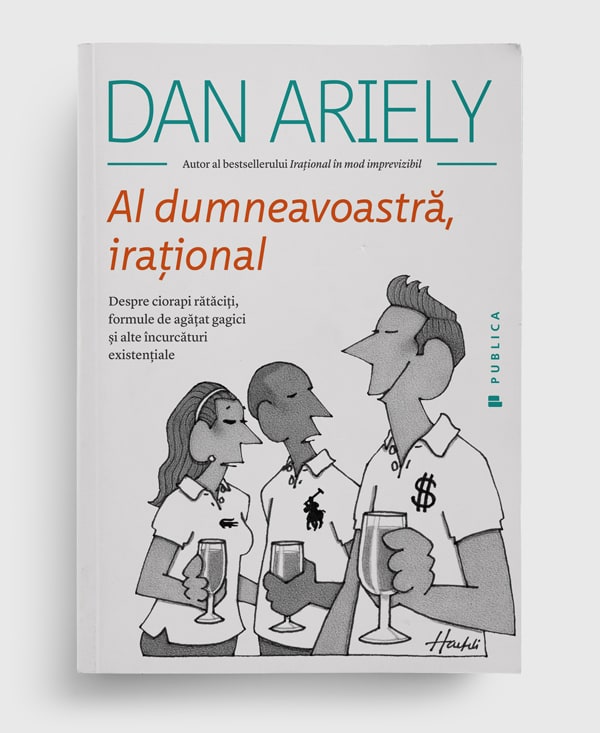 DAN ARIELY
Autor al bestsellerului Irațional în mod imprevizibil
Al dumneavoastră,
irațional
Despre ciorapi rătăciți,
formule de agățat gagici
și alte încurcături
existențiale
PUBLICA
$